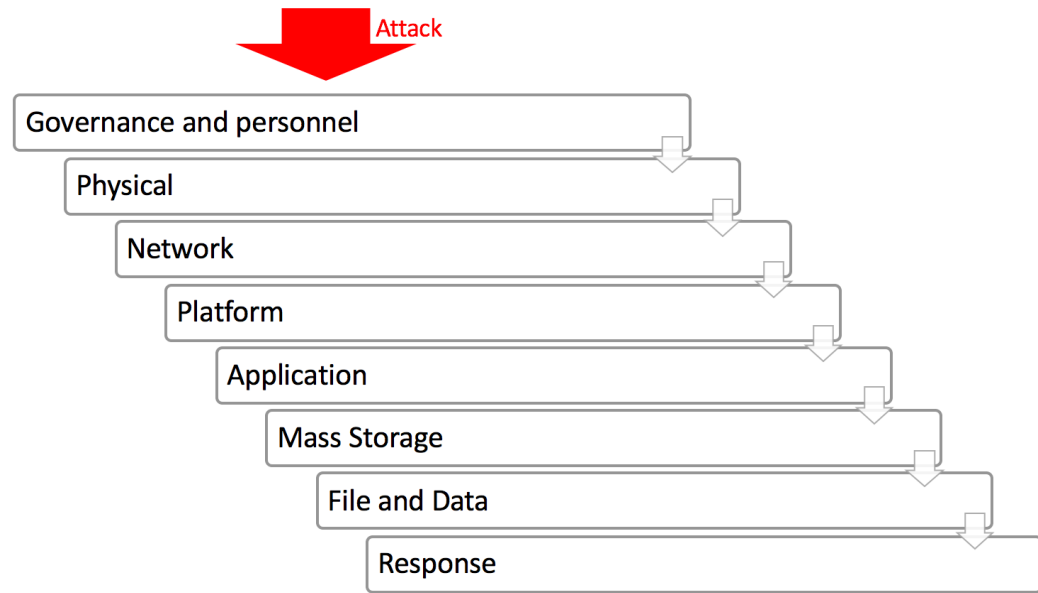 Attack
Governance and personnel
Physical
Network
Platform
Application
Mass Storage
File and Data
Response